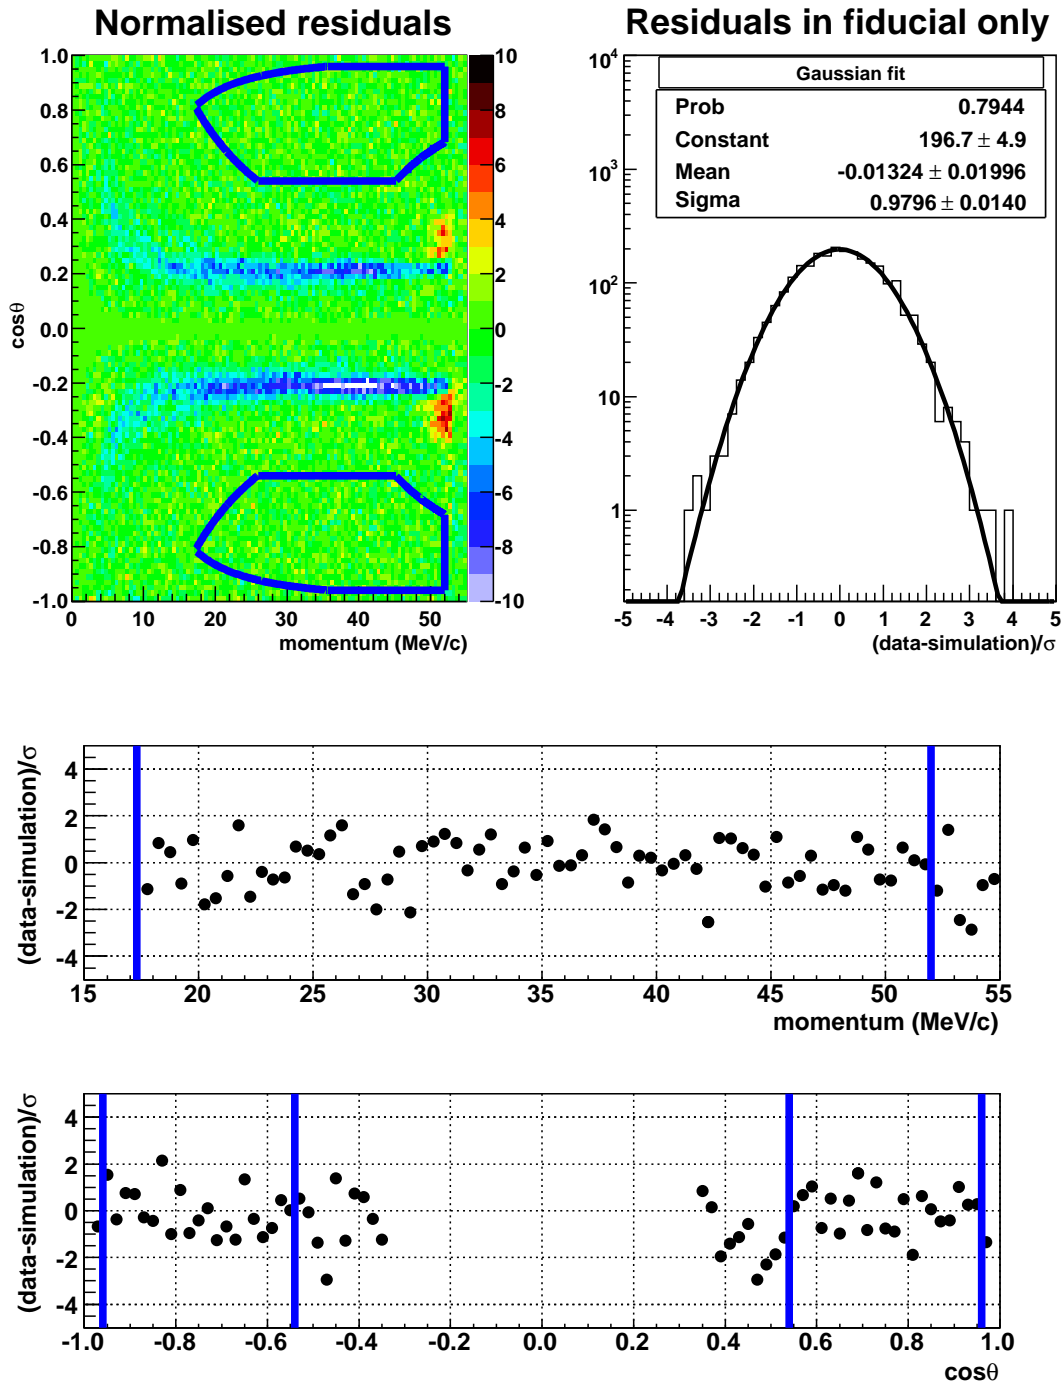 Normalised residuals
Residuals in fiducial only
1.0
0.8
0.6
0.4
0.2
0.0
-0.2
-0.4
-0.6
-0.8
-1.0
cosθ
0 10 20 30 40 50
momentum (MeV/c)
10
8
6
4
2
0
-2
-4
-6
-8
-10
Gaussian fit
Prob 0.7944
Constant 196.7 ± 4.9
Mean -0.01324 ± 0.01996
Sigma 0.9796 ± 0.0140
10^4
10^3
10^2
10
1
-5 -4 -3 -2 -1 0 1 2 3 4 5
(data-simulation)/σ
(data-simulation)/σ
4
2
0
-2
-4
15 20 25 30 35 40 45 50 55
momentum (MeV/c)
(data-simulation)/σ
4
2
0
-2
-4
-1.0 -0.8 -0.6 -0.4 -0.2 0.0 0.2 0.4 0.6 0.8 1.0
cosθ